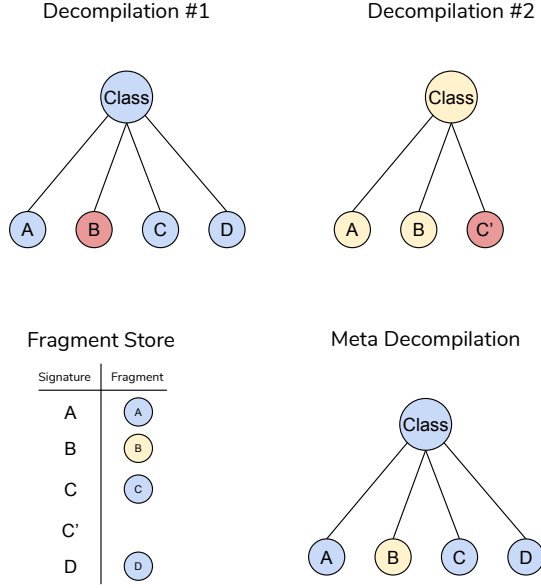 Decompilation #1
Decompilation #2
Class
Class
A
B
C
D
A
B
C'
Fragment Store
Meta Decompilation
Signature
Fragment
A
A
B
B
C
C
C'
D
D
Class
A
B
C
D